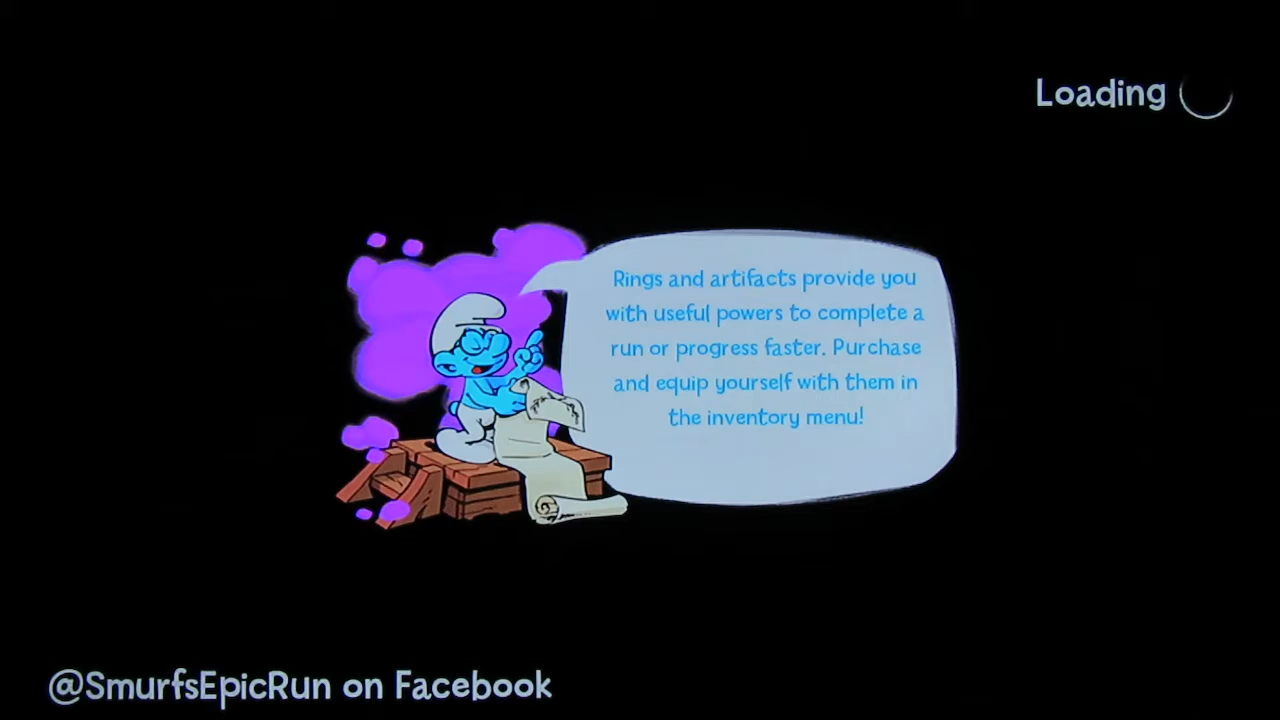 Loading
Rings and artifacts provide you
with useful powers to complete a
run or progress faster. Purchase
and equip yourself with them in
the inventory menu!
@SmurfsEpicRun on Facebook